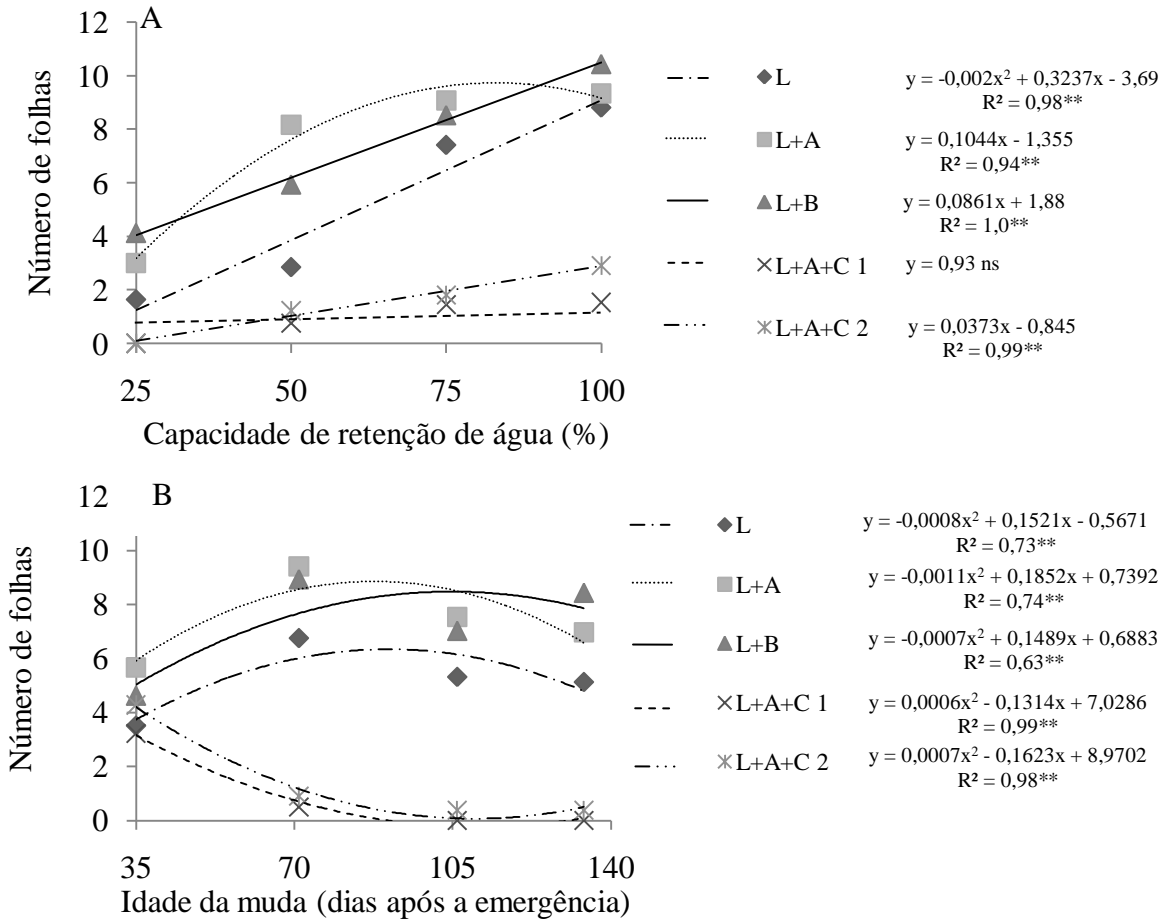 A
12
10
8
6
4
2
0
25 50 75 100
Número de folhas
Capacidade de retenção de água (%)
L y = -0,002x² + 0,3237x - 3,69
R² = 0,98**
L+A y = 0,1044x - 1,355
R² = 0,94**
L+B y = 0,0861x + 1,88
R² = 1,0**
L+A+C 1 y = 0,93 ns
L+A+C 2 y = 0,0373x - 0,845
R² = 0,99**
B
12
10
8
6
4
2
0
35 70 105 140
Número de folhas
Idade da muda (dias após a emergência)
L y = -0,0008x² + 0,1521x - 0,5671
R² = 0,73**
L+A y = -0,0011x² + 0,1852x + 0,7392
R² = 0,74**
L+B y = -0,0007x² + 0,1489x + 0,6883
R² = 0,63**
L+A+C 1 y = 0,0006x² - 0,1314x + 7,0286
R² = 0,99**
L+A+C 2 y = 0,0007x² - 0,1623x + 8,9702
R² = 0,98**